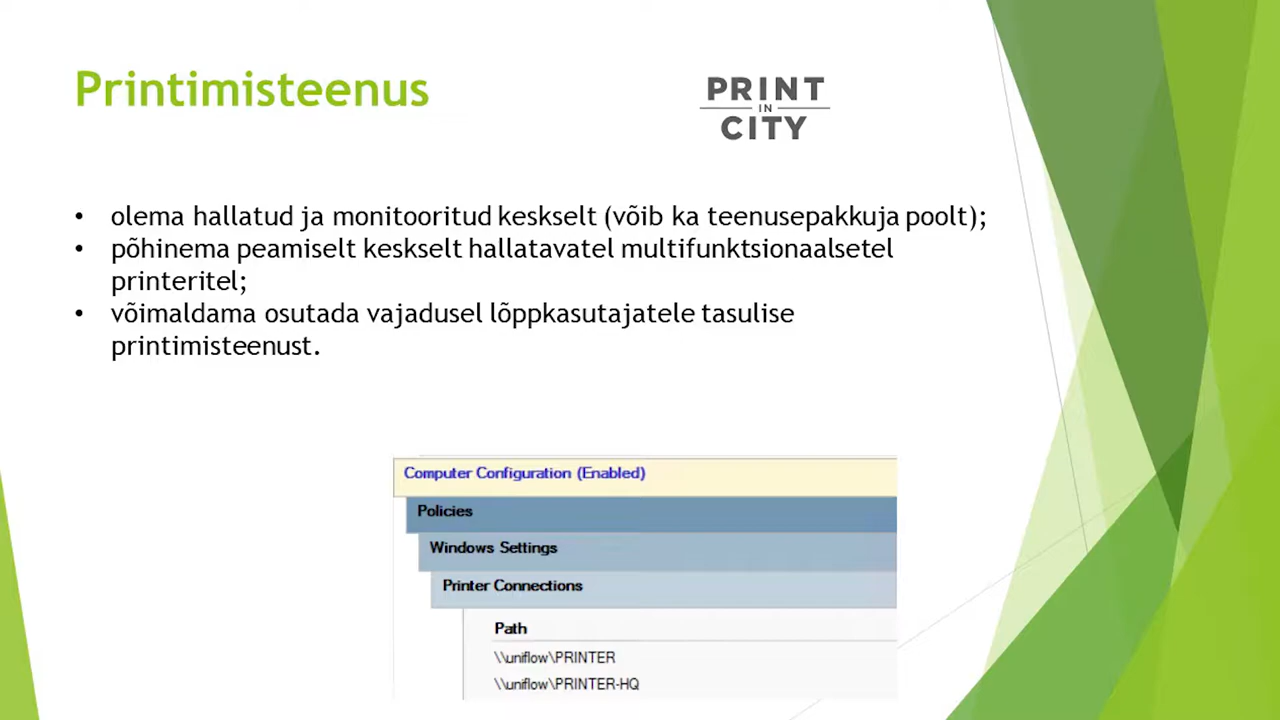 Printimisteenus
PRINT
IN
CITY
• olema hallatud ja monitooritud keskselt (võib ka teenusepakkuja poolt);
• põhinema peamiselt keskselt hallatavatel multifunktsionaalsetel
printeritel;
• võimaldama osutada vajadusel lõppkasutajatele tasulise
printimisteenust.
Computer Configuration (Enabled)
Policies
Windows Settings
Printer Connections
Path
\\uniflow\PRINTER
\\uniflow\PRINTER-HQ